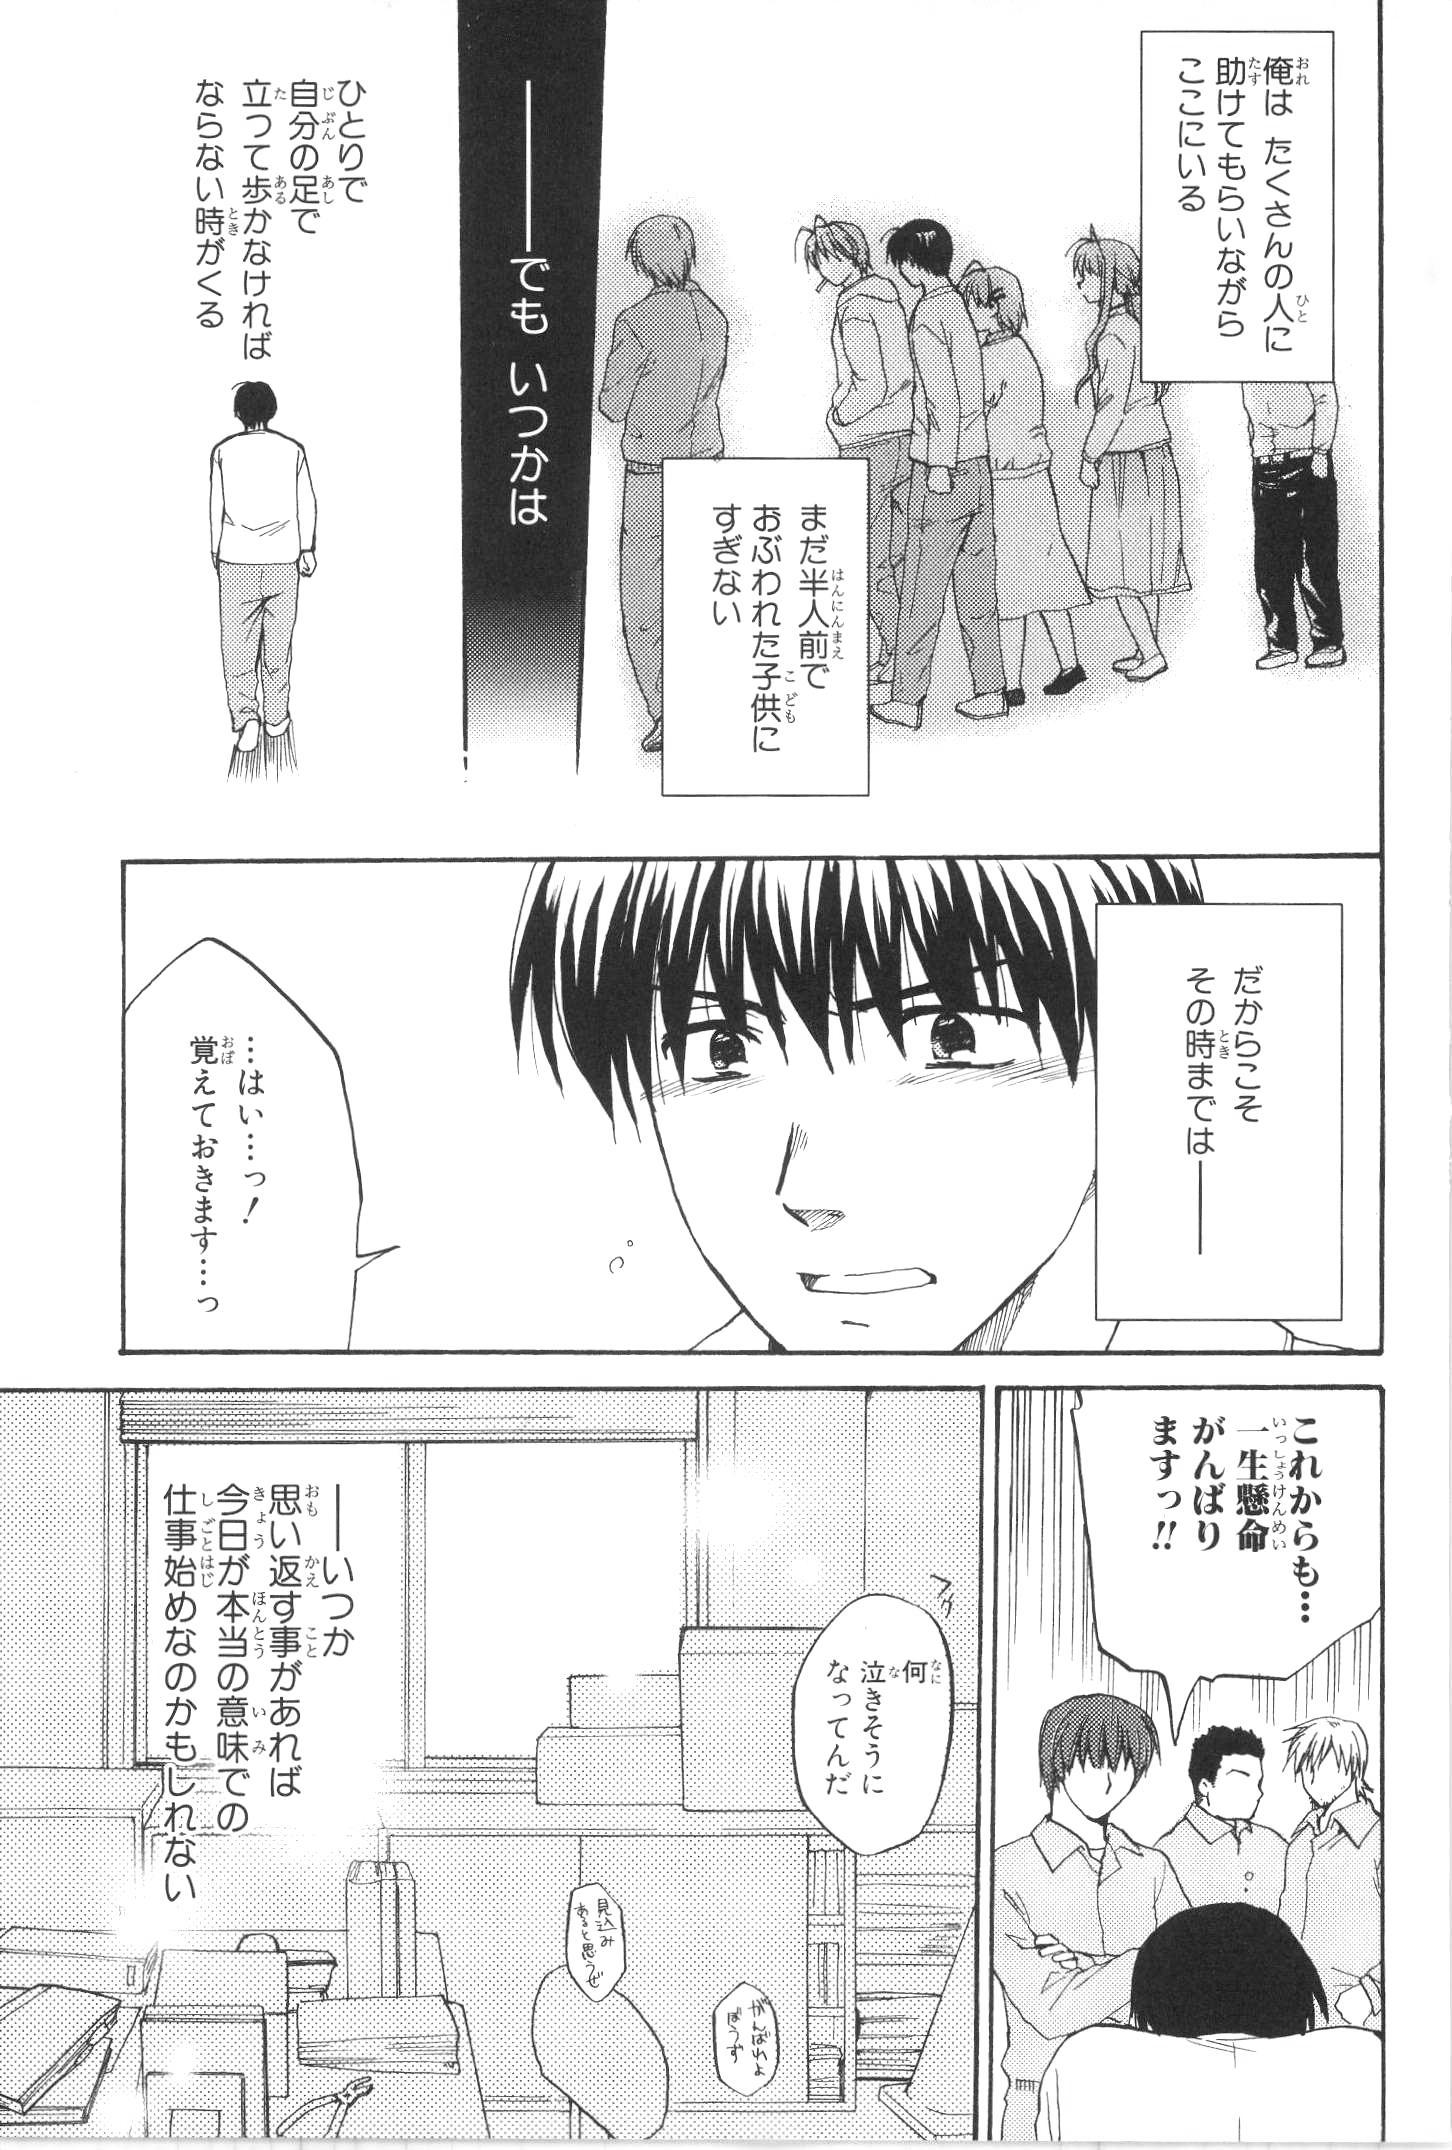 俺は たくさんの人に
助けてもらいながら
ここにいる
まだ半人前で
おぶわれた子供に
すぎない
――でも いつかは
ひとりで
自分の足で
立って歩かなければ
ならない時がくる
だからこそ
その時までは――
…はい…っ!
覚えておきます…っ
これからも…
一生懸命
がんばり
ますっ!!
何
泣きそうに
なってんだ
フッ
見込み
あると思うぜ
がんばれよ
ぼうず
―いつか
思い返す事があれば
今日が本当の意味での
仕事始めなのかもしれない